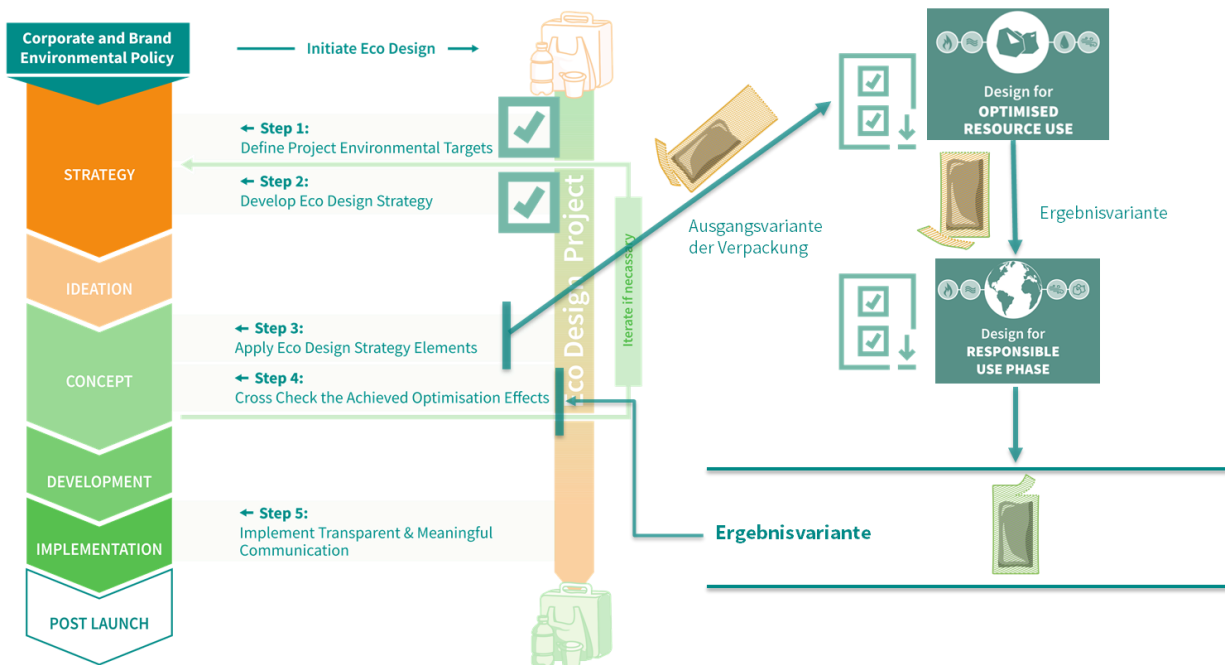 Corporate and Brand
Environmental Policy
Initiate Eco Design
STRATEGY
IDEATION
CONCEPT
DEVELOPMENT
IMPLEMENTATION
POST LAUNCH
Step 1:
Define Project Environmental Targets
Step 2:
Develop Eco Design Strategy
Step 3:
Apply Eco Design Strategy Elements
Step 4:
Cross Check the Achieved Optimisation Effects
Step 5:
Implement Transparent & Meaningful
Communication
Eco Design Project
Iterate if necassary
Ausgangsvariante
der Verpackung
Design for
OPTIMISED
RESOURCE USE
Ergebnisvariante
Design for
RESPONSIBLE
USE PHASE
Ergebnisvariante